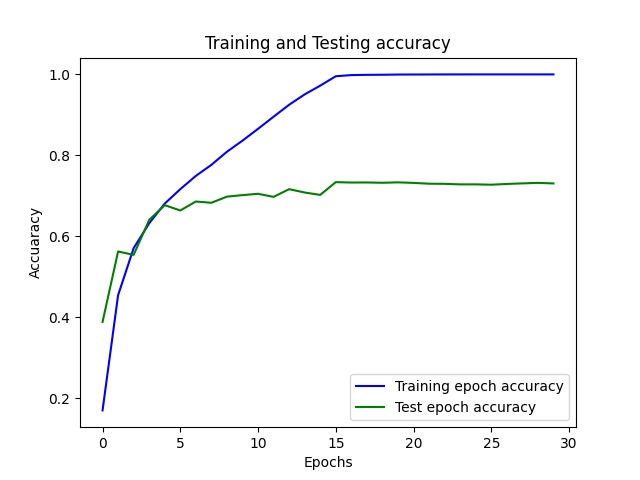 Training and Testing accuracy
1.0
0.8
0.6
0.4
0.2
Accuaracy
Training epoch accuracy
Test epoch accuracy
0 5 10 15 20 25 30
Epochs